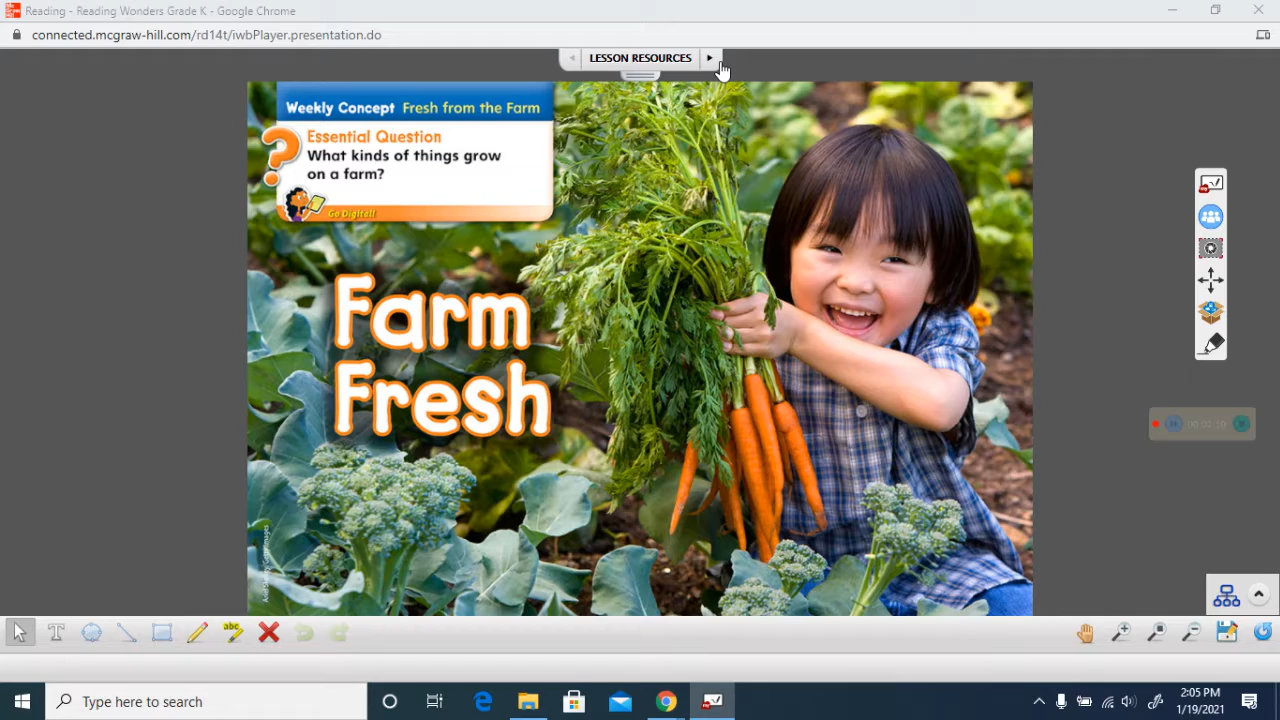 Reading - Reading Wonders Grade K - Google Chrome
connected.mcgraw-hill.com/rd14t/iwbPlayer.presentation.do
LESSON RESOURCES
Weekly Concept Fresh from the Farm
Essential Question
What kinds of things grow
on a farm?
Go Digital!
Farm
Fresh
T
abc
Type here to search
2:05 PM
1/19/2021